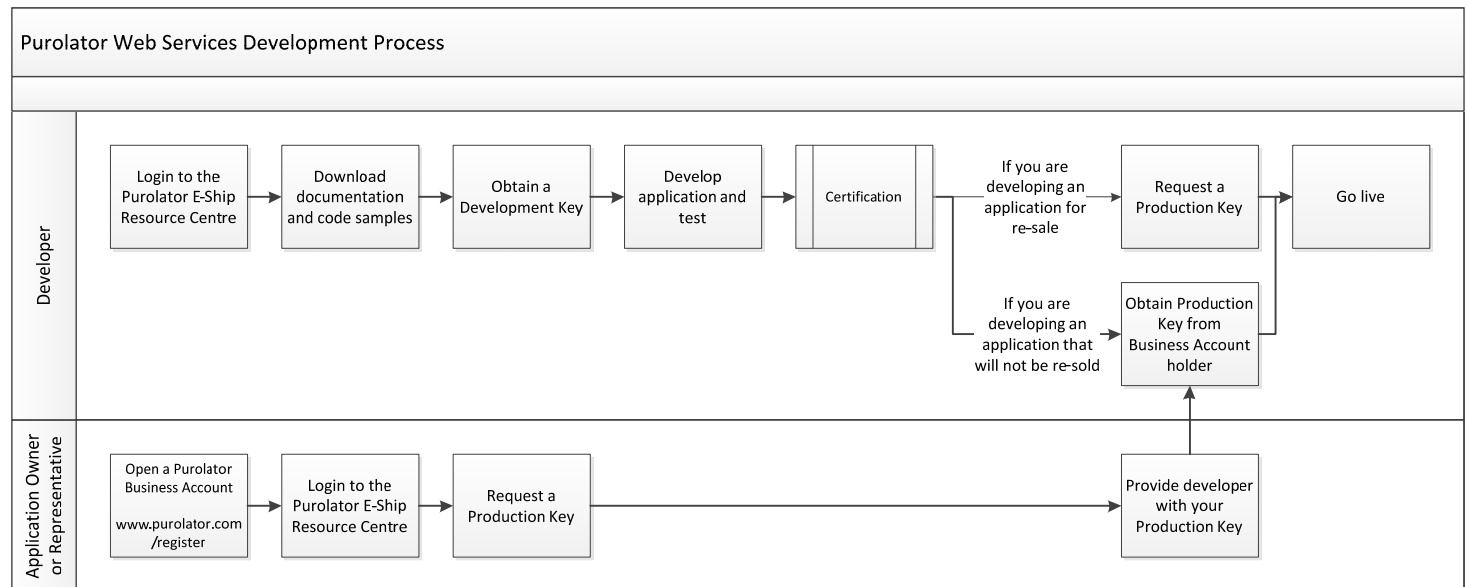 Purolator Web Services Development Process
Developer
Login to the
Purolator E-Ship
Resource Centre
Download
documentation
and code samples
Obtain a
Development Key
Develop
application and
test
Certification
If you are
developing an
application for
re-sale
Request a
Production Key
Go live
If you are
developing an
application that
will not be re-sold
Obtain Production
Key from
Business Account
holder
Application Owner
or Representative
Open a Purolator
Business Account
www.purolator.com
/register
Login to the
Purolator E-Ship
Resource Centre
Request a
Production Key
Provide developer
with your
Production Key